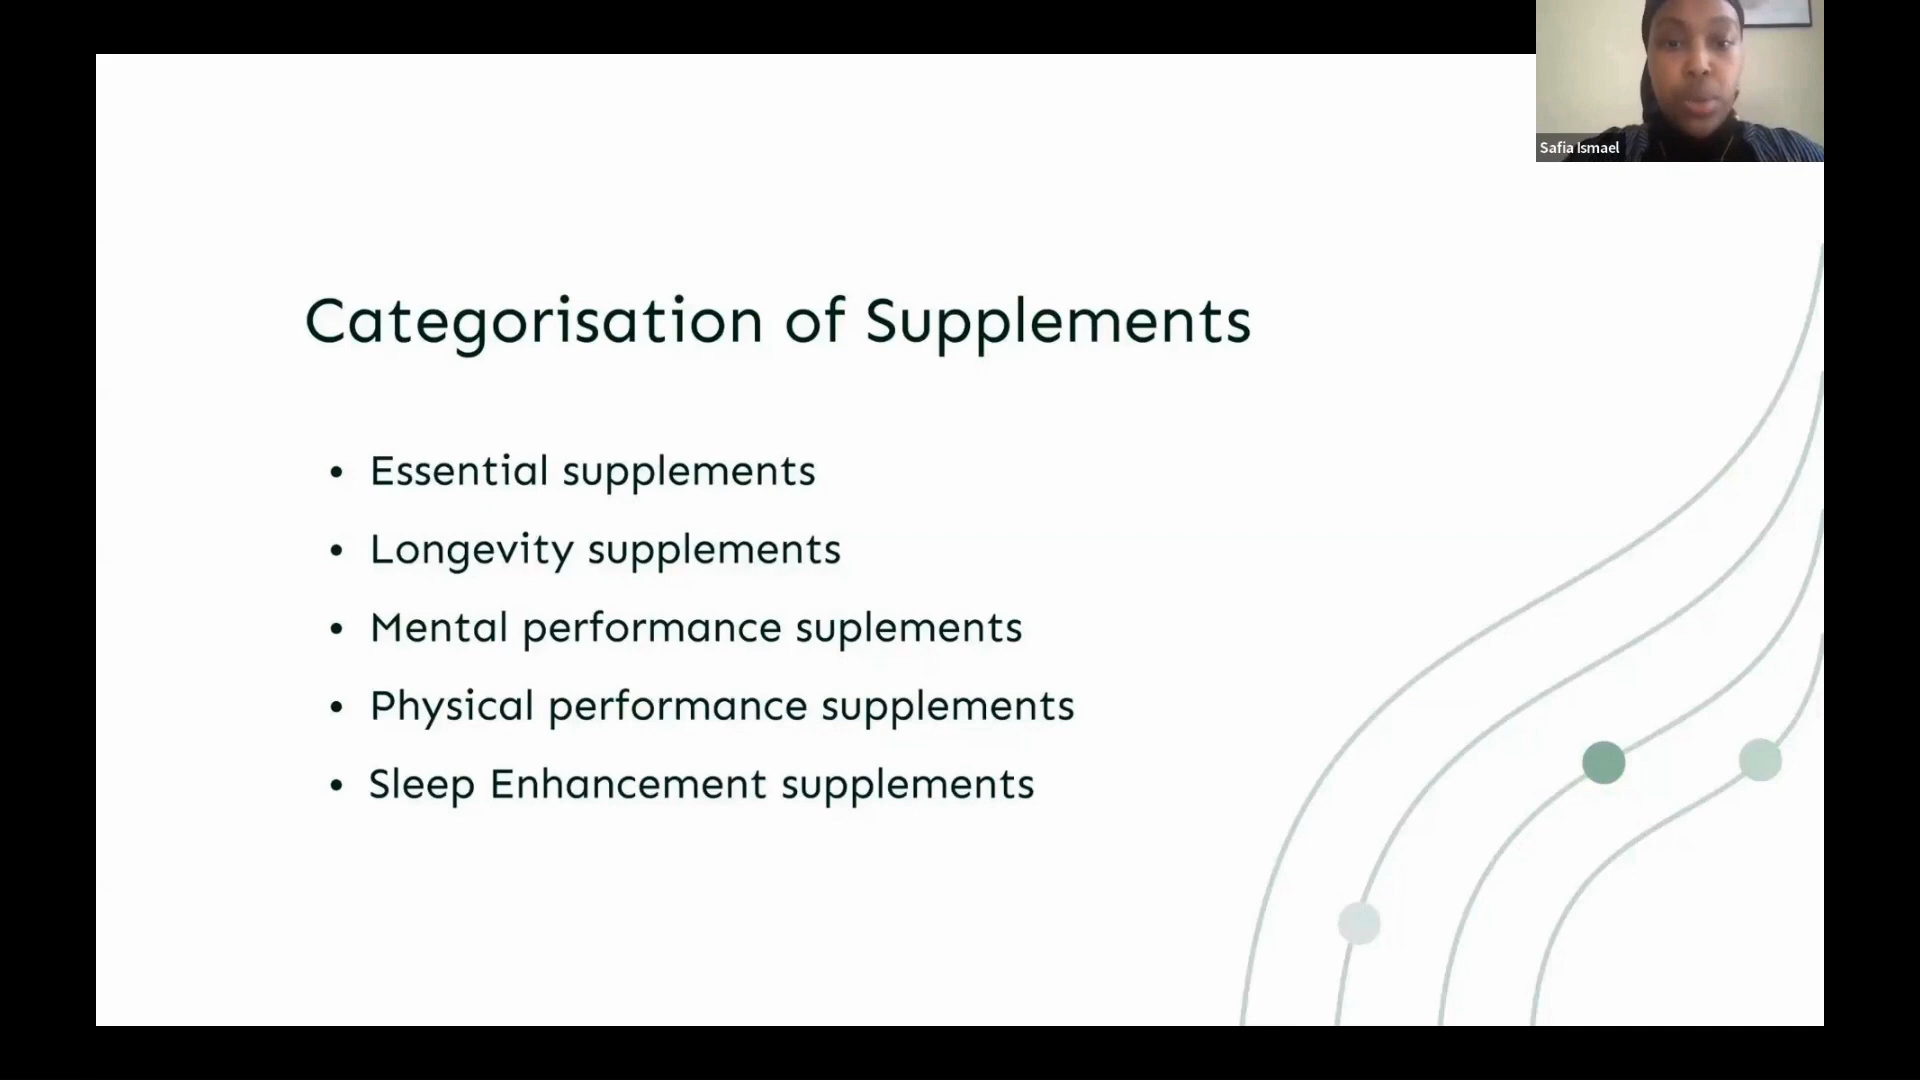 Safia Ismael
Categorisation of Supplements
• Essential supplements
• Longevity supplements
• Mental performance suplements
• Physical performance supplements
• Sleep Enhancement supplements